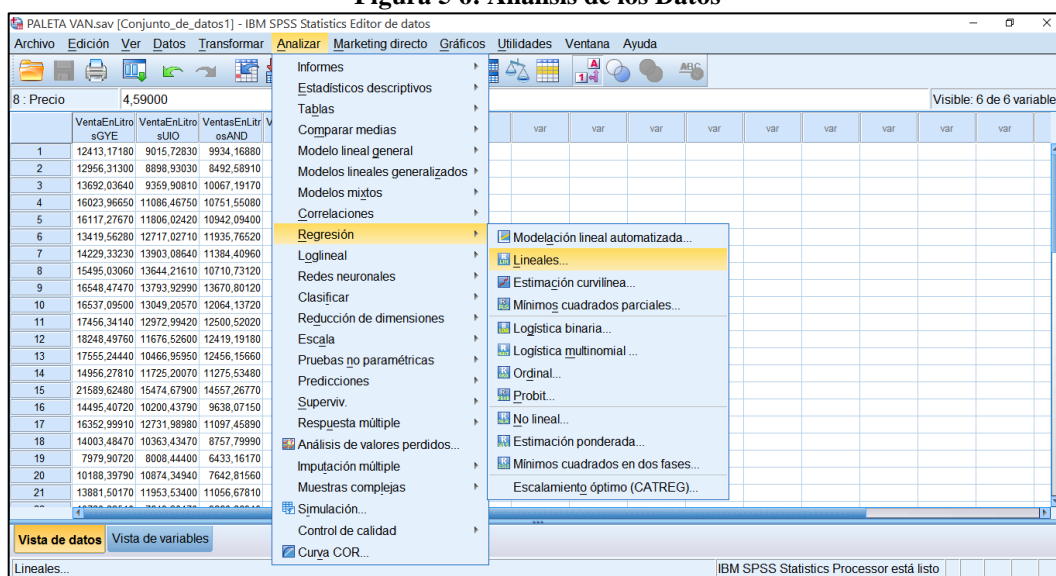 Figura 5 6: Análisis de los Datos
PALETA VAN.sav [Conjunto_de_datos1] - IBM SPSS Statistics Editor de datos
Archivo Edición Ver Datos Transformar Analizar Marketing directo Gráficos Utilidades Ventana Ayuda
8 : Precio 4,59000 Visible: 6 de 6 variable
VentaEnLitro sGYE VentaEnLitro sUIO VentasEnLitr osAND V var var var var var var var var var
1 12413,17180 9015,72830 9934,16880
2 12956,31300 8898,93030 8492,58910
3 13692,03640 9359,90810 10067,19170
4 16023,96650 11086,46750 10751,55080
5 16117,27670 11806,02420 10942,09400
6 13419,56280 12717,02710 11935,76520
7 14229,33230 13903,08640 11384,40960
8 15495,03060 13644,21610 10710,73120
9 16548,47470 13793,92990 13670,80120
10 16537,09500 13049,20570 12064,13720
11 17456,34140 12972,99420 12500,52020
12 18248,49760 11676,52600 12419,19180
13 17555,24440 10466,95950 12456,15660
14 14956,27810 11725,20070 11275,53480
15 21589,62480 15474,67900 14557,26770
16 14495,40720 10200,43790 9638,07150
17 16352,99910 12731,98980 11097,45890
18 14003,48470 10363,43470 8757,79990
19 7979,90720 8008,44400 6433,16170
20 10188,39790 10874,34940 7642,81560
21 13881,50170 11953,53400 11056,67810
Informes
Estadísticos descriptivos
Tablas
Comparar medias
Modelo lineal general
Modelos lineales generalizados
Modelos mixtos
Correlaciones
Regresión
Loglineal
Redes neuronales
Clasificar
Reducción de dimensiones
Escala
Pruebas no paramétricas
Predicciones
Superviv.
Respuesta múltiple
Análisis de valores perdidos...
Imputación múltiple
Muestras complejas
Simulación...
Control de calidad
Curva COR...
Modelación lineal automatizada...
Lineales...
Estimación curvilínea...
Mínimos cuadrados parciales...
Logística binaria...
Logística multinomial ...
Ordinal...
Probit...
No lineal...
Estimación ponderada...
Mínimos cuadrados en dos fases...
Escalamiento óptimo (CATREG)...
Vista de datos Vista de variables
Lineales... IBM SPSS Statistics Processor está listo